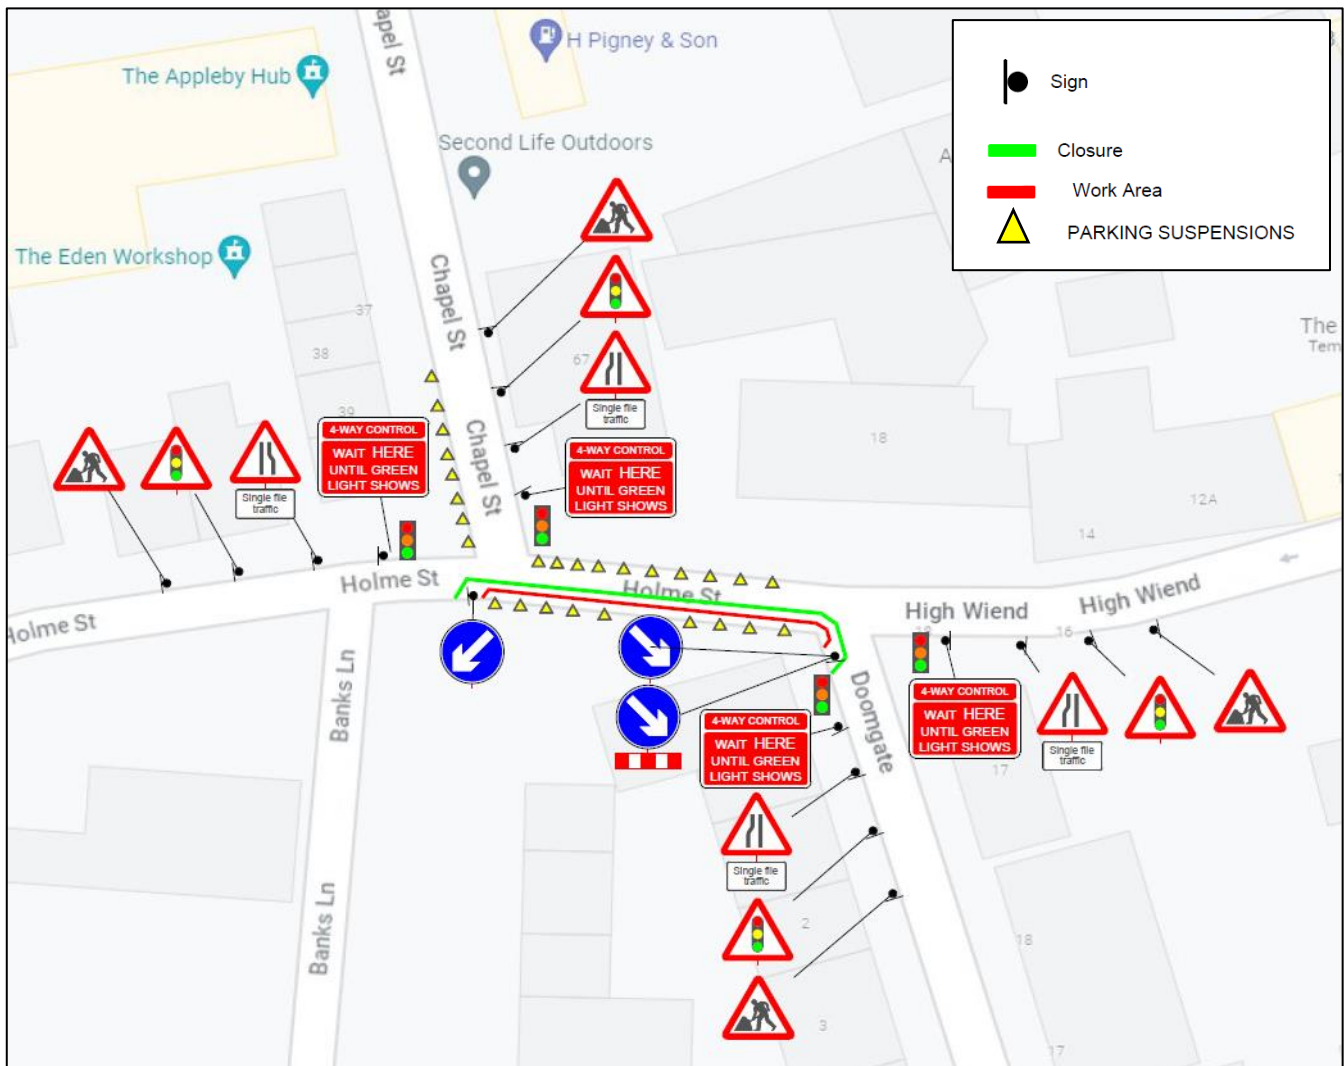 apel St
H Pigney & Son
The Appleby Hub
Second Life Outdoors
The Eden Workshop
Sign
Closure
Work Area
PARKING SUSPENSIONS
A
The
Tem
Chapel St
37
38
39
67
Single file
traffic
4-WAY CONTROL
WAIT HERE
UNTIL GREEN
LIGHT SHOWS
Chapel St
4-WAY CONTROL
WAIT HERE
UNTIL GREEN
LIGHT SHOWS
Single file
traffic
18
12A
14
Holme St
Holme St
Holme St
High Wiend
High Wiend
16
Banks Ln
Doomgate
4-WAY CONTROL
WAIT HERE
UNTIL GREEN
LIGHT SHOWS
4-WAY CONTROL
WAIT HERE
UNTIL GREEN
LIGHT SHOWS
Single file
traffic
17
Single file
traffic
Banks Ln
2
3
18
17